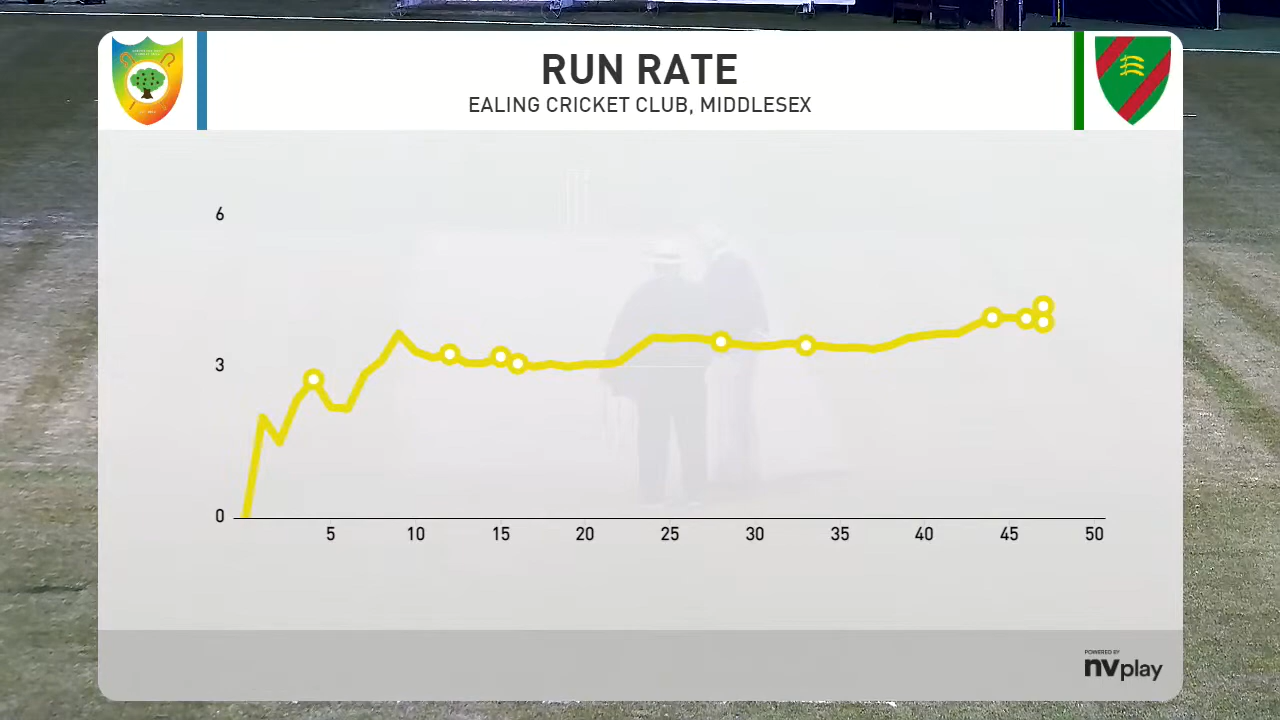 RUN RATE
EALING CRICKET CLUB, MIDDLESEX
6
3
0
5 10 15 20 25 30 35 40 45 50
POWERED BY
nvplay